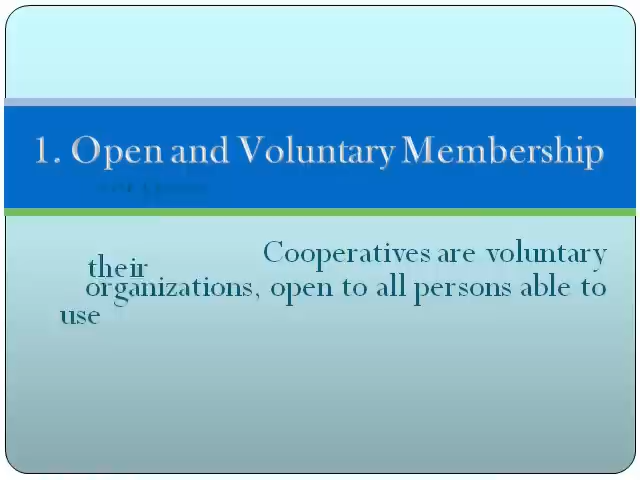 1. Open and Voluntary Membership
Cooperatives are voluntary
their
organizations, open to all persons able to
use